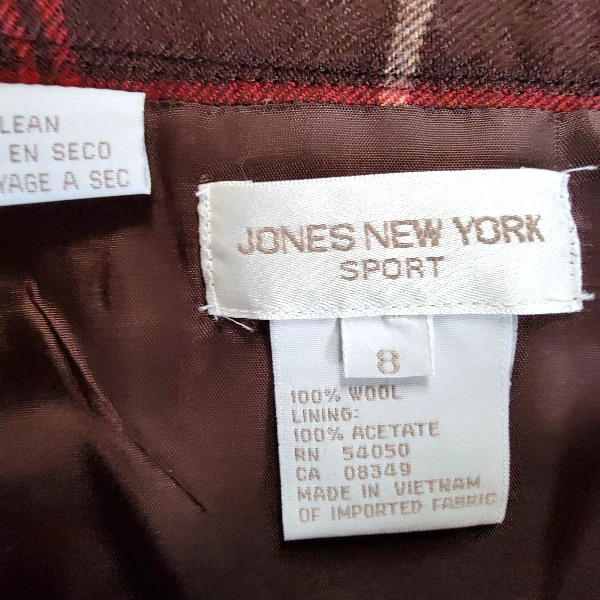 LEAN
EN SECO
YAGE A SEC
JONES NEW YORK
SPORT
8
100% WOOL
LINING:
100% ACETATE
RN 54050
CA 08349
MADE IN VIETNAM
OF IMPORTED FABRIC